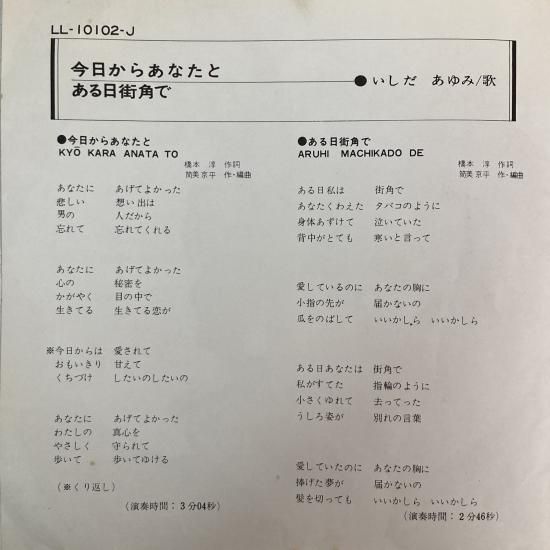 LL-10102-J
今日からあなたと
ある日街角で
●いしだ あゆみ/歌
●今日からあなたと
KYŌ KARA ANATA TO
橋本 淳 作詞
筒美京平 作・編曲
あなたに あげてよかった
悲しい 想い出は
男の 人だから
忘れて 忘れてくれる
あなたに あげてよかった
心の 秘密を
かがやく 目の中で
生きてる 生きてる恋が
※今日からは 愛されて
おもいきり 甘えて
くちづけ したいのしたいの
あなたに あげてよかった
わたしの 真心を
やさしく 守られて
歩いて 歩いてゆける
(※くり返し)
(演奏時間:3分04秒)
●ある日街角で
ARUHI MACHIKADO DE
橋本 淳 作詞
筒美京平 作・編曲
ある日私は 街角で
あなたくわえた タバコのように
身体あずけて 泣いていた
背中がとても 寒いと言って
愛しているのに あなたの胸に
小指の先が 届かないの
瓜をのばして いいかしら いいかしら
ある日あなたは 街角で
私がすてた 指輪のように
小さくゆれて 去ってった
うしろ姿が 別れの言葉
愛していたのに あなたの胸に
捧げた夢が 届かないの
髪を切っても いいかしら いいかしら
(演奏時間:2分46秒)